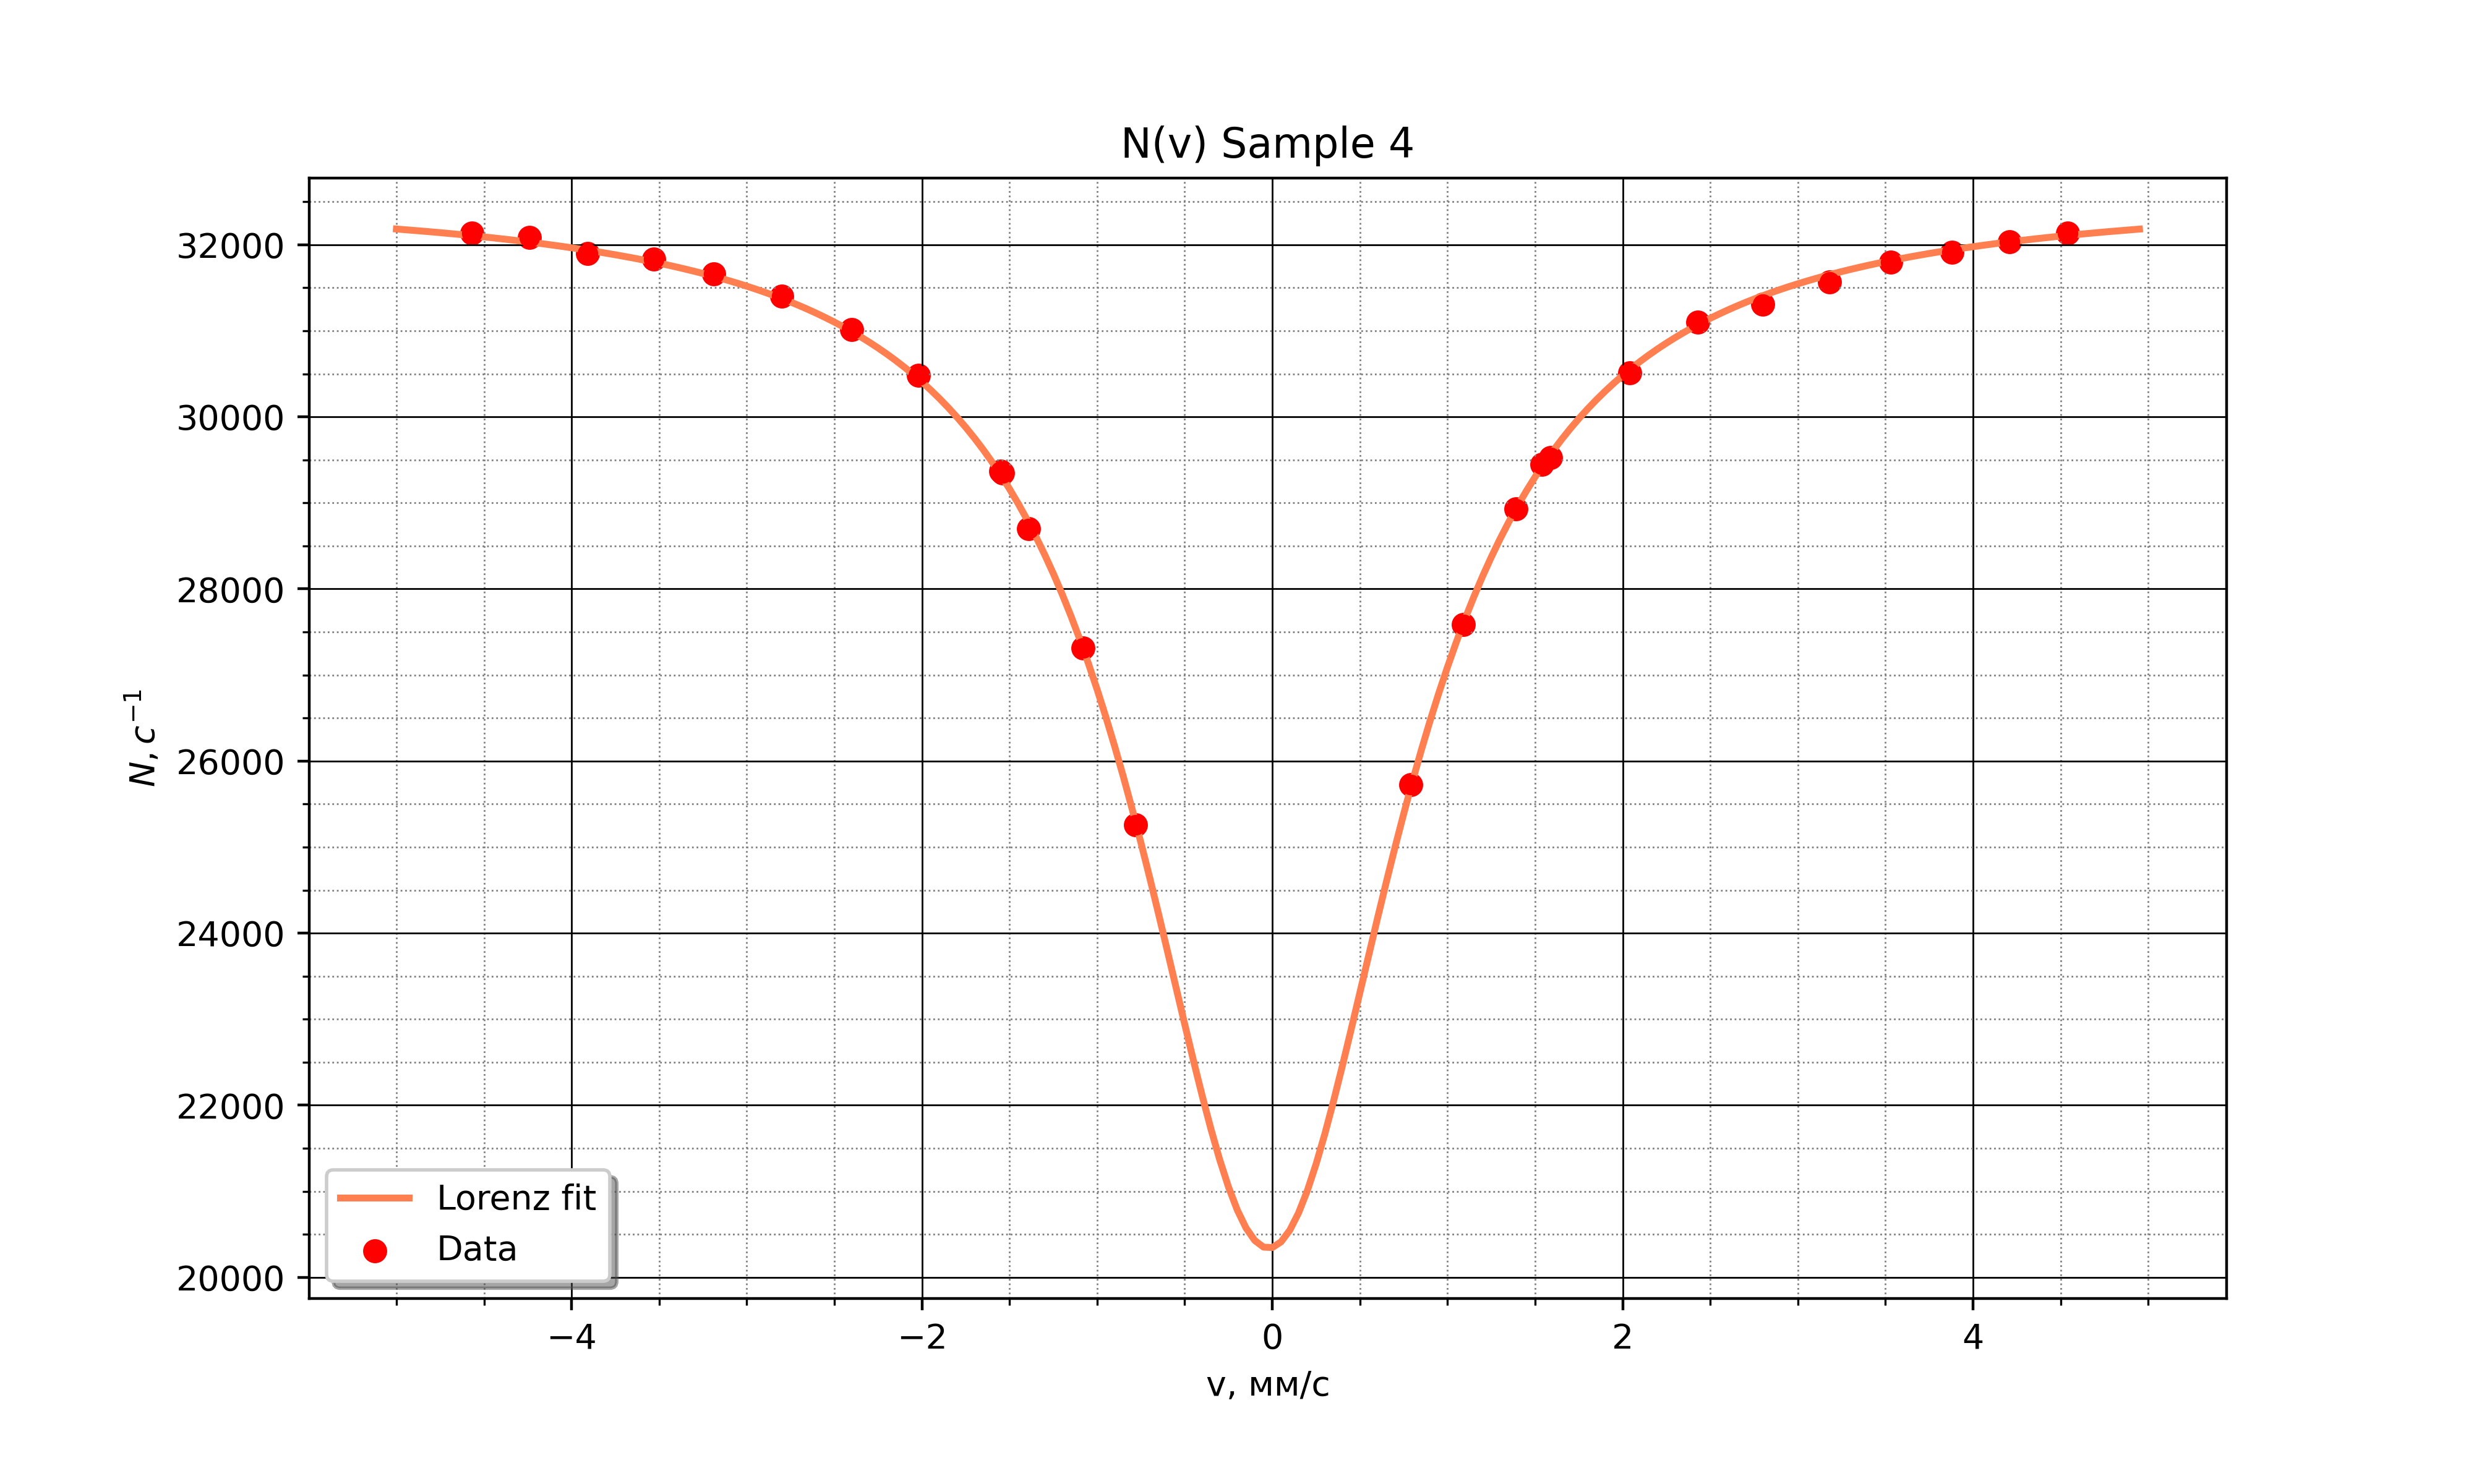 N(v) Sample 4
32000
30000
28000
26000
24000
22000
20000
N, c⁻¹
Lorenz fit
Data
−4 −2 0 2 4
v, мм/с